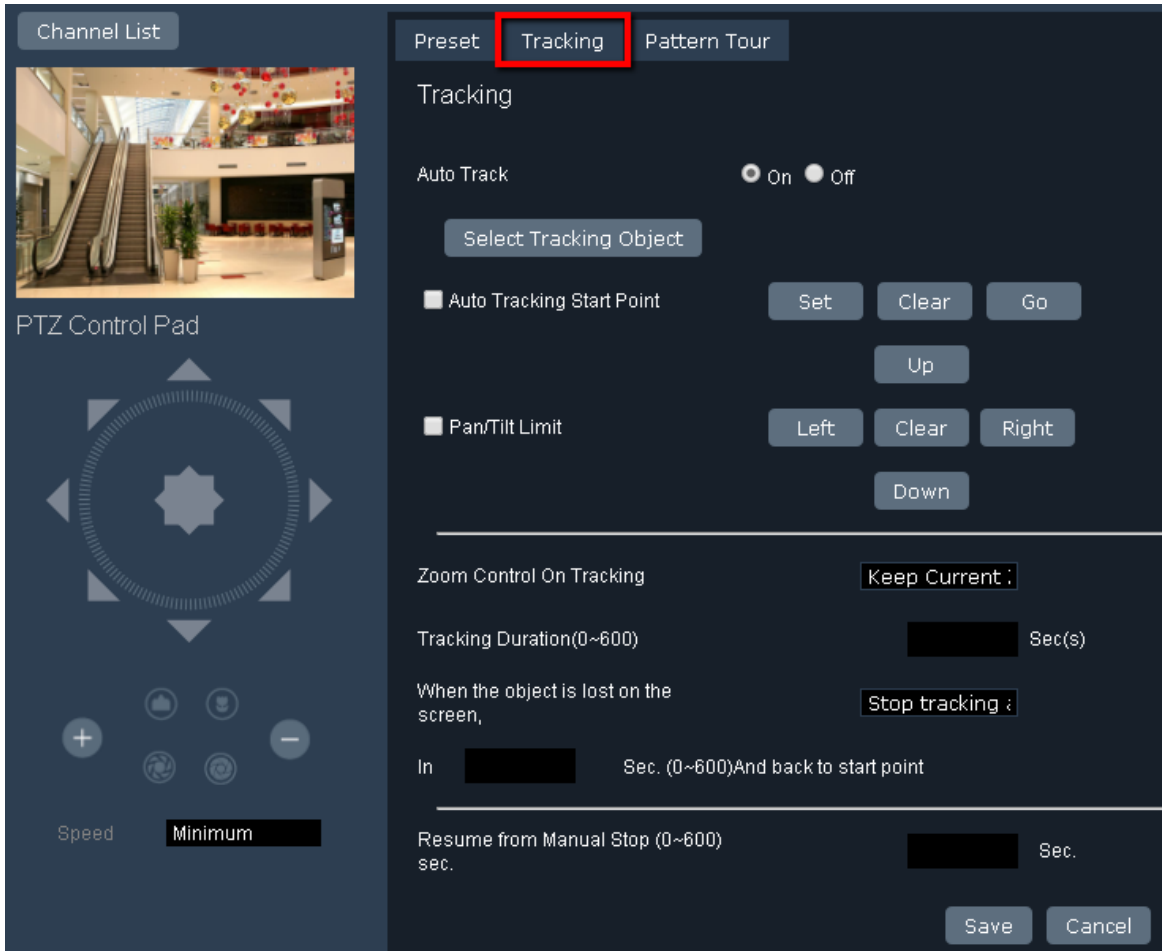 Channel List
Preset Tracking Pattern Tour
Tracking
Auto Track On Off
Select Tracking Object
Auto Tracking Start Point Set Clear Go
PTZ Control Pad
Up
Pan/Tilt Limit Left Clear Right
Down
Zoom Control On Tracking Keep Current
Tracking Duration(0~600) Sec(s)
When the object is lost on the
screen,
Stop tracking
In Sec. (0~600)And back to start point
Speed Minimum
Resume from Manual Stop (0~600)
sec.
Sec.
Save Cancel